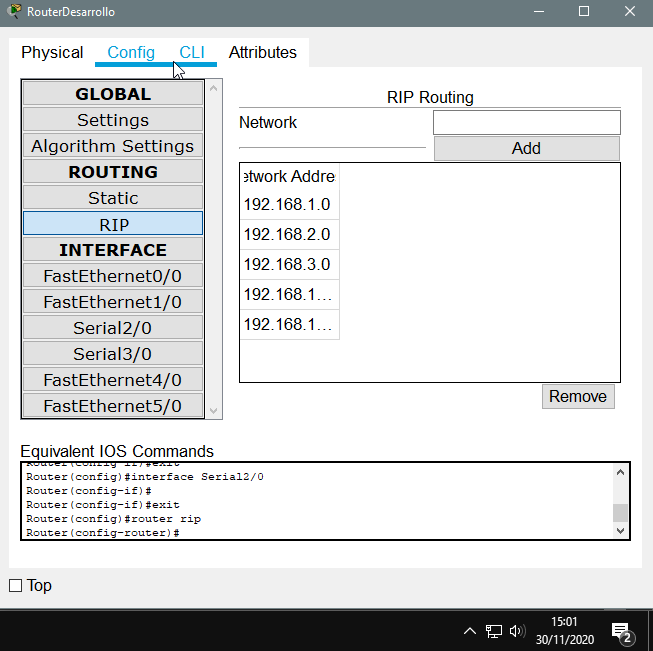 RouterDesarrollo
Physical Config CLI Attributes
GLOBAL
Settings
Algorithm Settings
ROUTING
Static
RIP
INTERFACE
FastEthernet0/0
FastEthernet1/0
Serial2/0
Serial3/0
FastEthernet4/0
FastEthernet5/0
RIP Routing
Network
Add
etwork Addre
192.168.1.0
192.168.2.0
192.168.3.0
192.168.1...
192.168.1...
Remove
Equivalent IOS Commands
Router(config-if)#exit
Router(config)#interface Serial2/0
Router(config-if)#
Router(config-if)#exit
Router(config)#router rip
Router(config-router)#
Top
15:01
30/11/2020
2